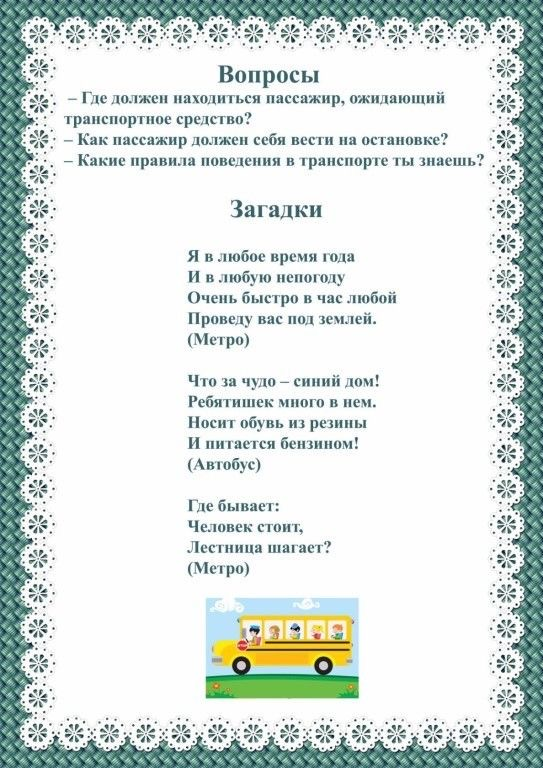 Вопросы
– Где должен находиться пассажир, ожидающий
транспортное средство?
– Как пассажир должен себя вести на остановке?
– Какие правила поведения в транспорте ты знаешь?
Загадки
Я в любое время года
И в любую непогоду
Очень быстро в час любой
Проведу вас под землей.
(Метро)
Что за чудо – синий дом!
Ребятишек много в нем.
Носит обувь из резины
И питается бензином!
(Автобус)
Где бывает:
Человек стоит,
Лестница шагает?
(Метро)